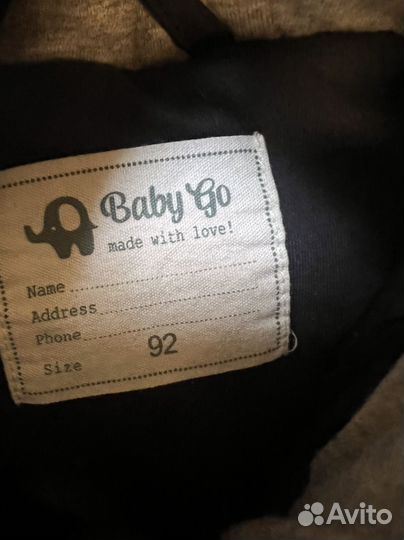 Baby Go
made with love!
Name
Address
Phone
Size 92
Avito